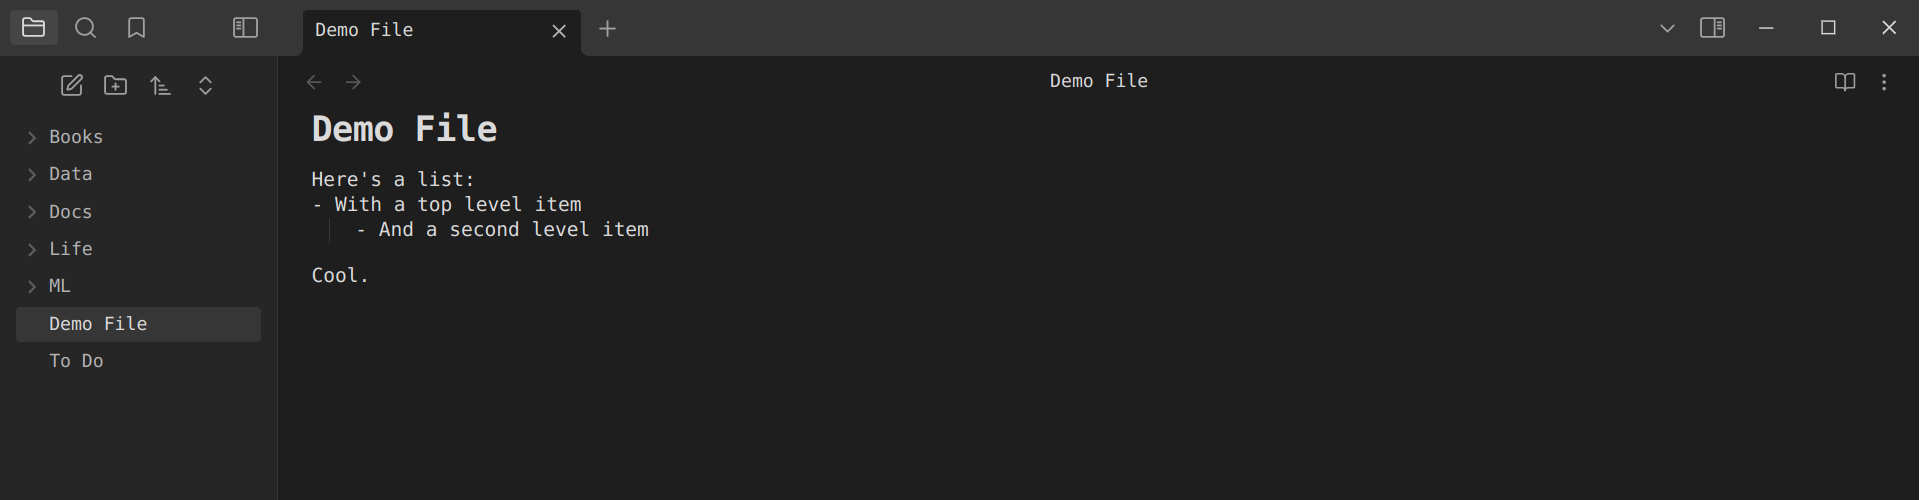 Demo File
Demo File
Books
Data
Docs
Life
ML
Demo File
To Do
Demo File
Here's a list:
- With a top level item
- And a second level item
Cool.